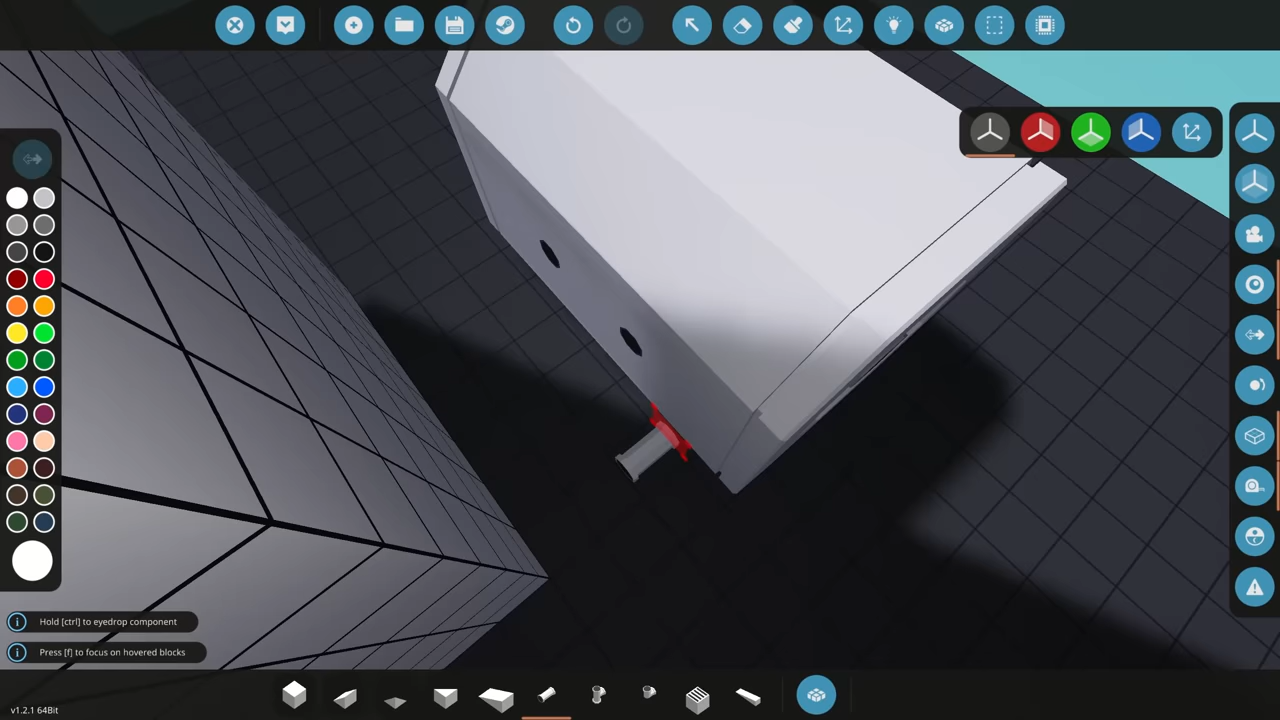 Hold [ctrl] to eyedrop component
Press [f] to focus on hovered blocks
v1.2.1 64Bit